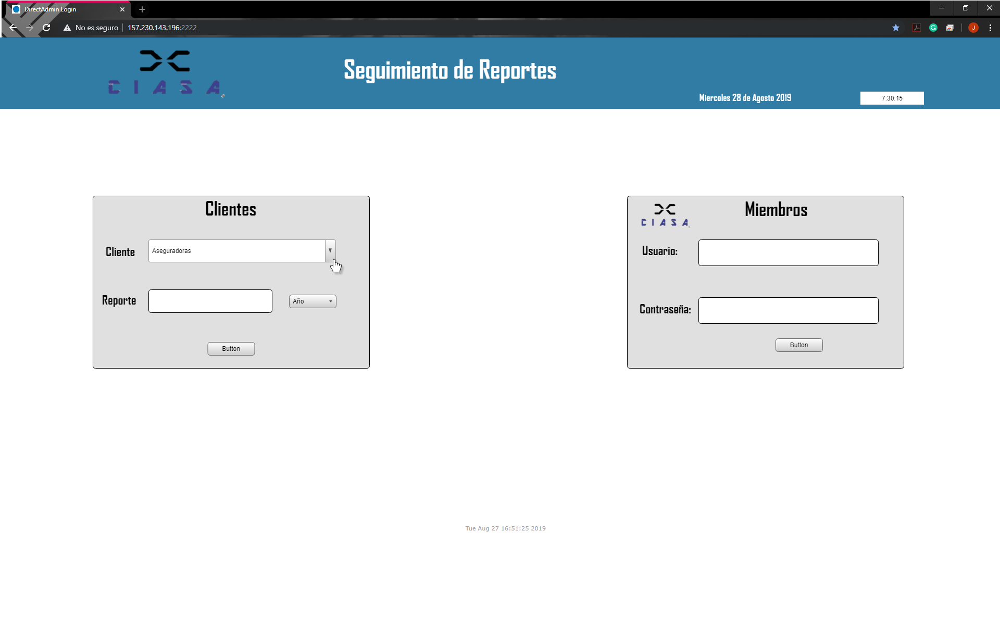 DirectAdmin Login
No es seguro 157.230.143.196:2222
J
CIASA
Seguimiento de Reportes
Miercoles 28 de Agosto 2019
7:30:15
Clientes
Cliente
Aseguradoras
Reporte
Año
Button
CIASA
Miembros
Usuario:
Contraseña:
Button
Tue Aug 27 16:51:25 2019